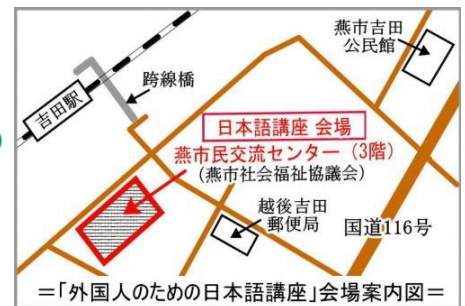 燕市吉田
公民館
跨線橋
吉田駅
日本語講座 会場
燕市民交流センター（3階）
（燕市社会福祉協議会）
越後吉田
郵便局
国道116号
＝「外国人のための日本語講座」会場案内図＝